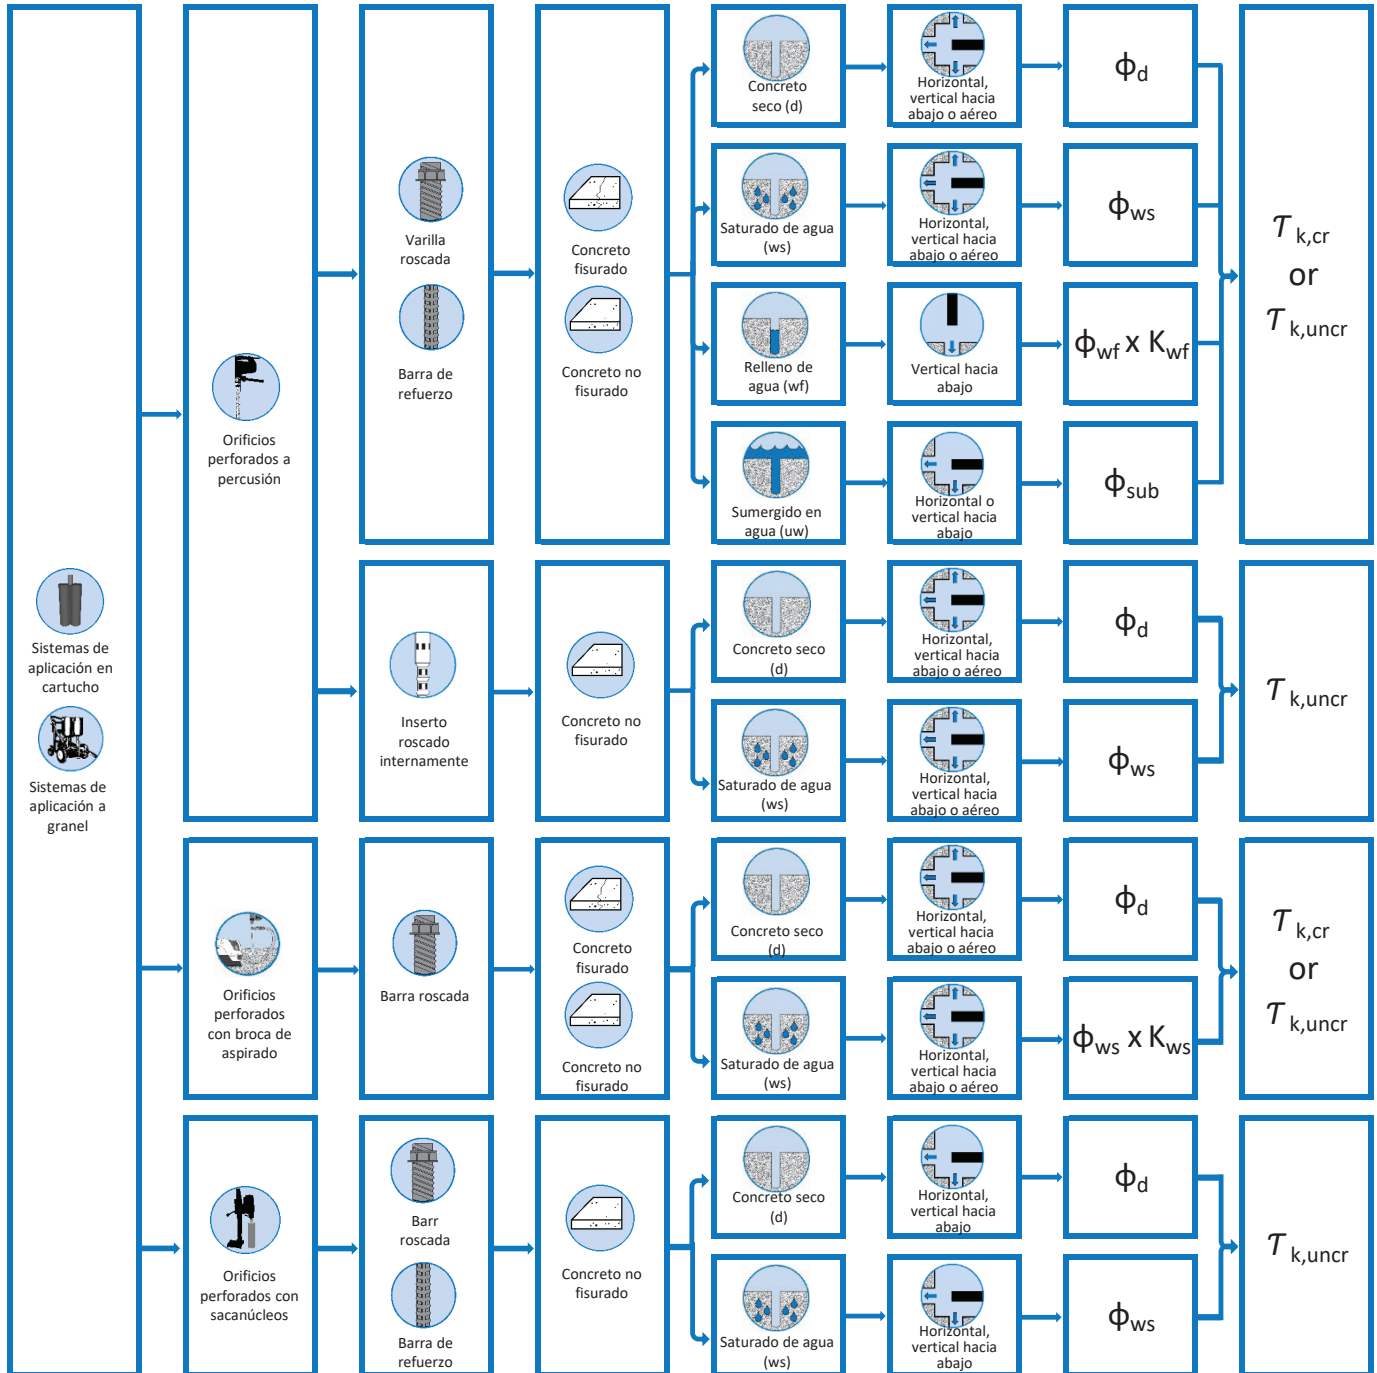 Sistemas de
aplicación en
cartucho
Sistemas de
aplicación a
granel
Orificios
perforados a
percusión
Varilla
roscada
Barra de
refuerzo
Concreto
fisurado
Concreto no
fisurado
Concreto
seco (d)
Horizontal,
vertical hacia
abajo o aéreo
ϕd
Saturado de agua
(ws)
Horizontal,
vertical hacia
abajo o aéreo
ϕws
Relleno de
agua (wf)
Vertical hacia
abajo
ϕwf x Kwf
Sumergido en
agua (uw)
Horizontal o
vertical hacia
abajo
ϕsub
τ k,cr
or
τ k,uncr
Inserto
roscado
internamente
Concreto no
fisurado
Concreto seco
(d)
Horizontal,
vertical hacia
abajo o aéreo
ϕd
Saturado de agua
(ws)
Horizontal,
vertical hacia
abajo o aéreo
ϕws
τ k,uncr
Orificios
perforados
con broca de
aspirado
Barra roscada
Concreto
fisurado
Concreto no
fisurado
Concreto seco
(d)
Horizontal,
vertical hacia
abajo o aéreo
ϕd
Saturado de agua
(ws)
Horizontal,
vertical hacia
abajo o aéreo
ϕws x Kws
τ k,cr
or
τ k,uncr
Orificios
perforados con
sacanúcleos
Barr
roscada
Barra de
refuerzo
Concreto no
fisurado
Concreto seco
(d)
Horizontal,
vertical hacia
abajo
ϕd
Saturado de agua
(ws)
Horizontal,
vertical hacia
abajo
ϕws
τ k,uncr